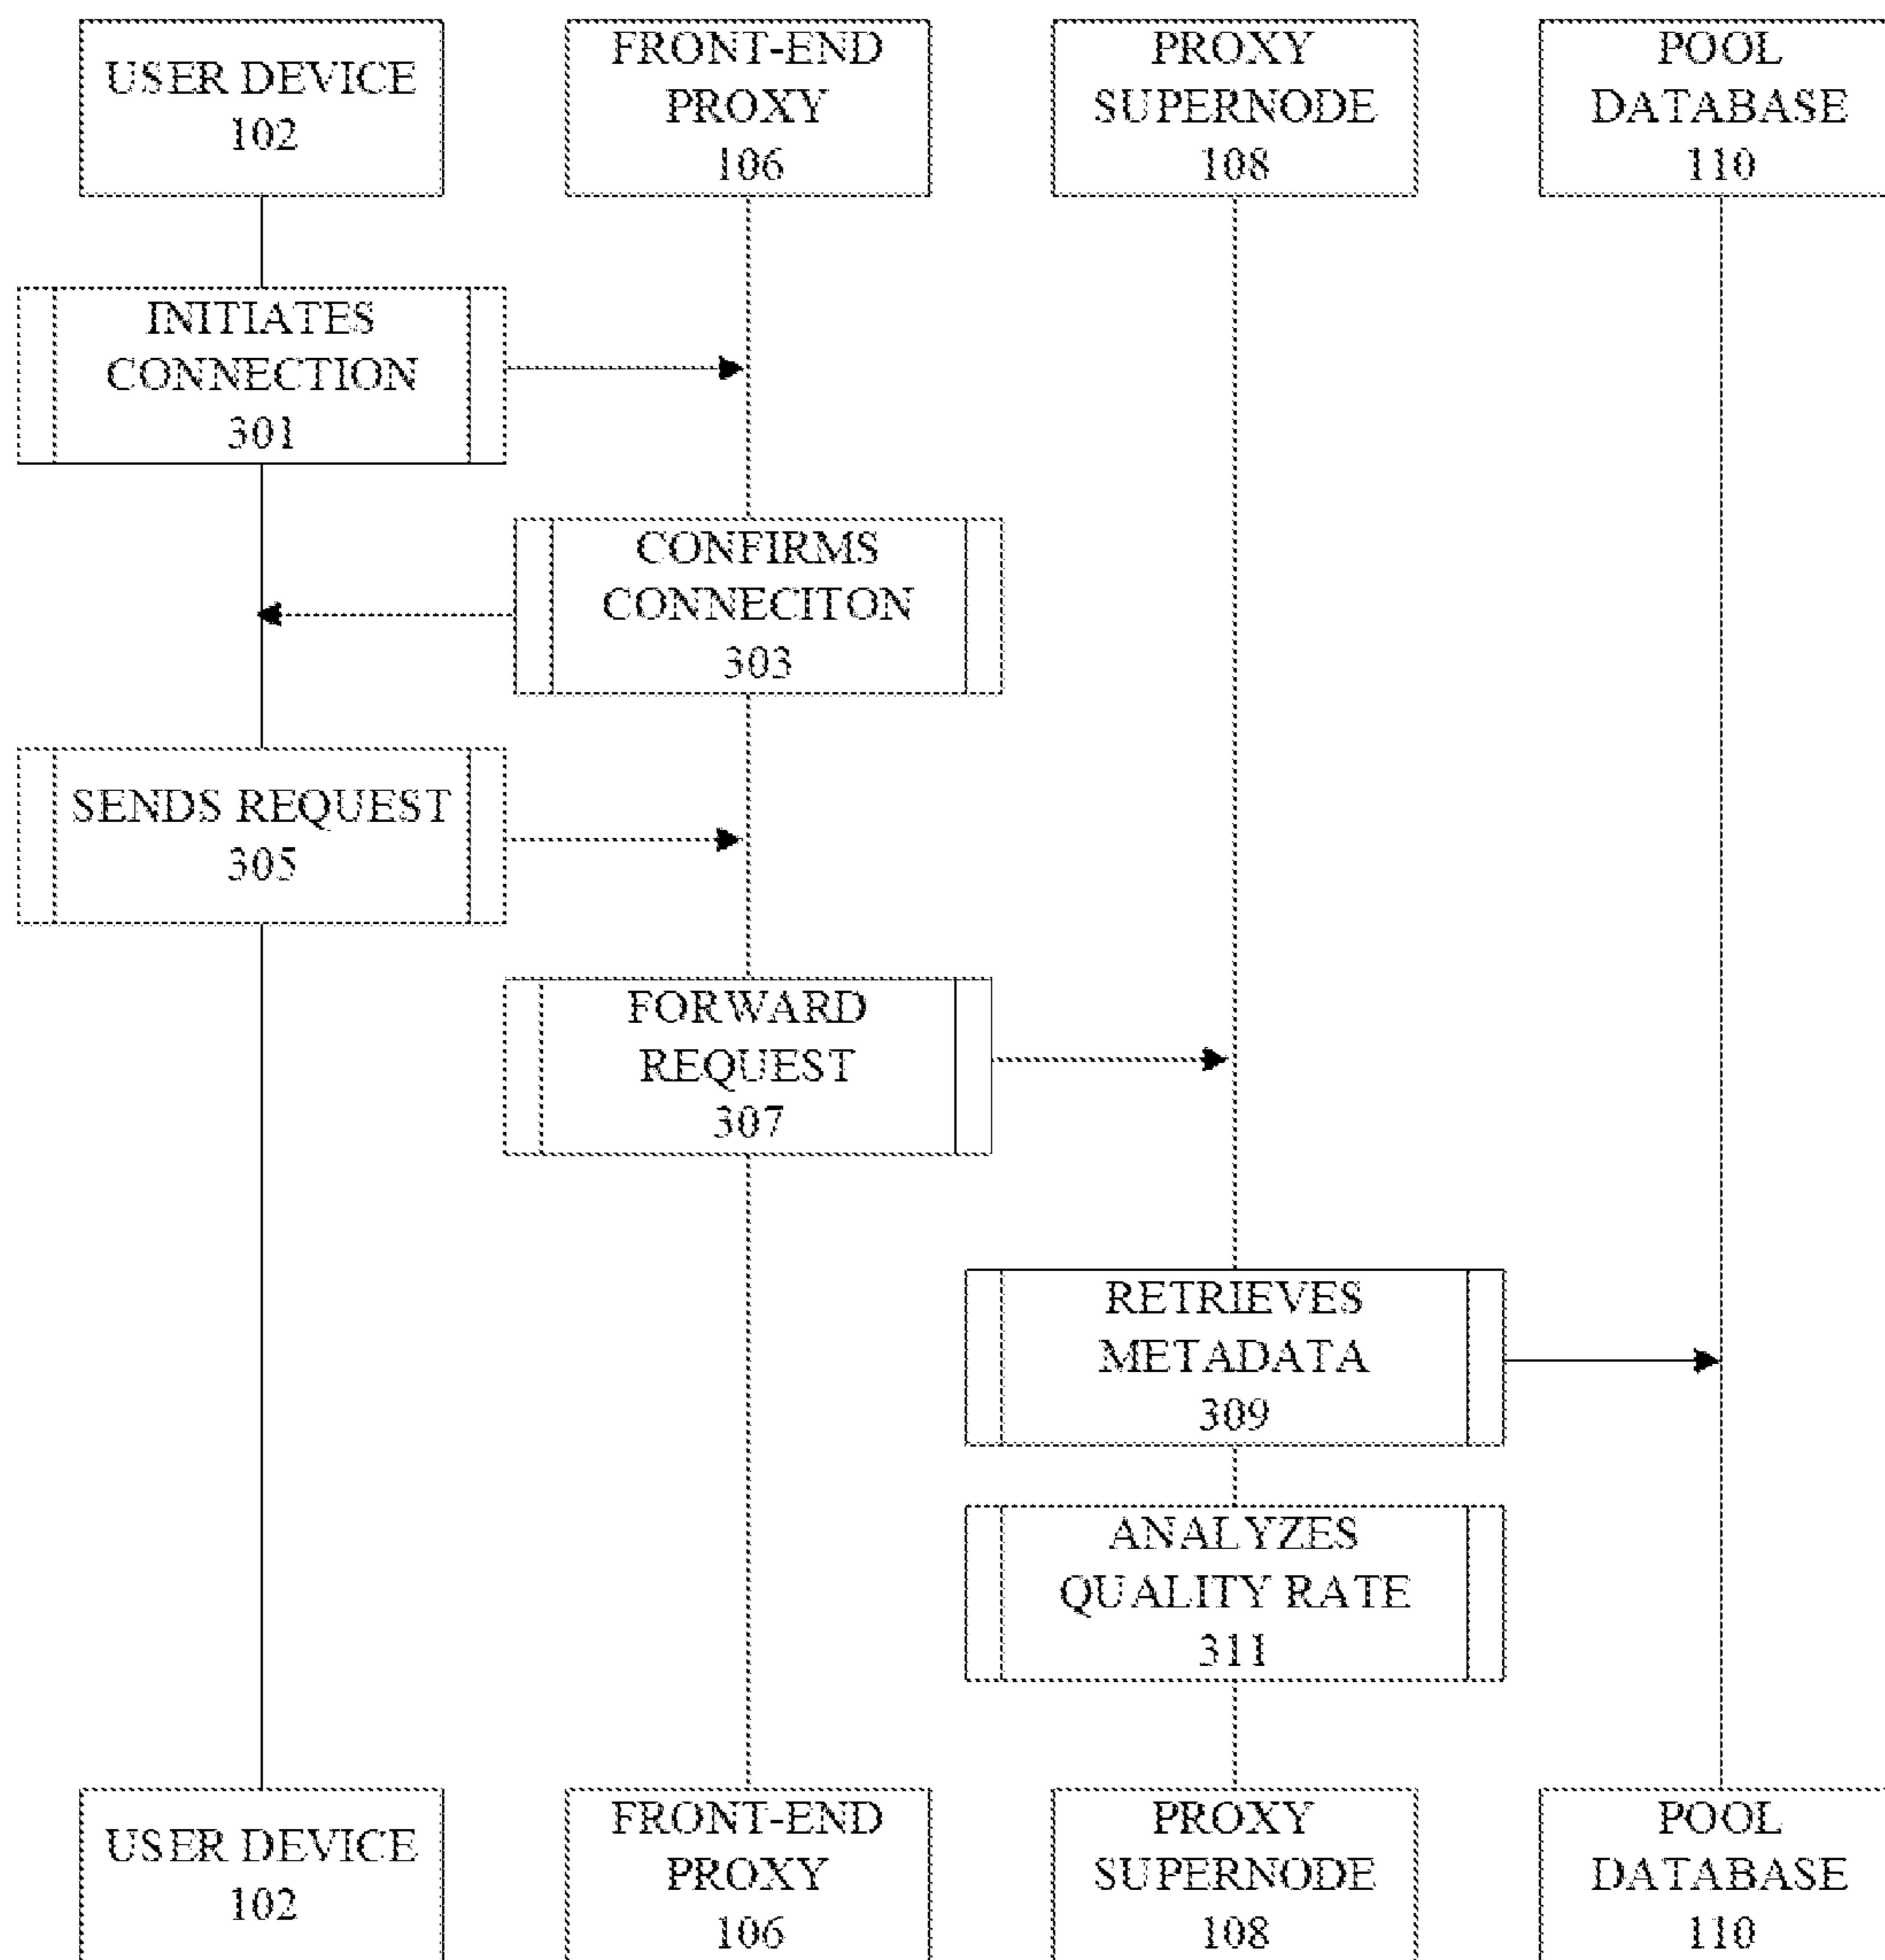 USER DEVICE
102
FRONT-END
PROXY
106
PROXY
SUPERNODE
108
POOL
DATABASE
110
INITIATES
CONNECTION
301
CONFIRMS
CONNECITON
303
SENDS REQUEST
305
FORWARD
REQUEST
307
RETRIEVES
METADATA
309
ANALYZES
QUALITY RATE
311
USER DEVICE
102
FRONT-END
PROXY
106
PROXY
SUPERNODE
108
POOL
DATABASE
110